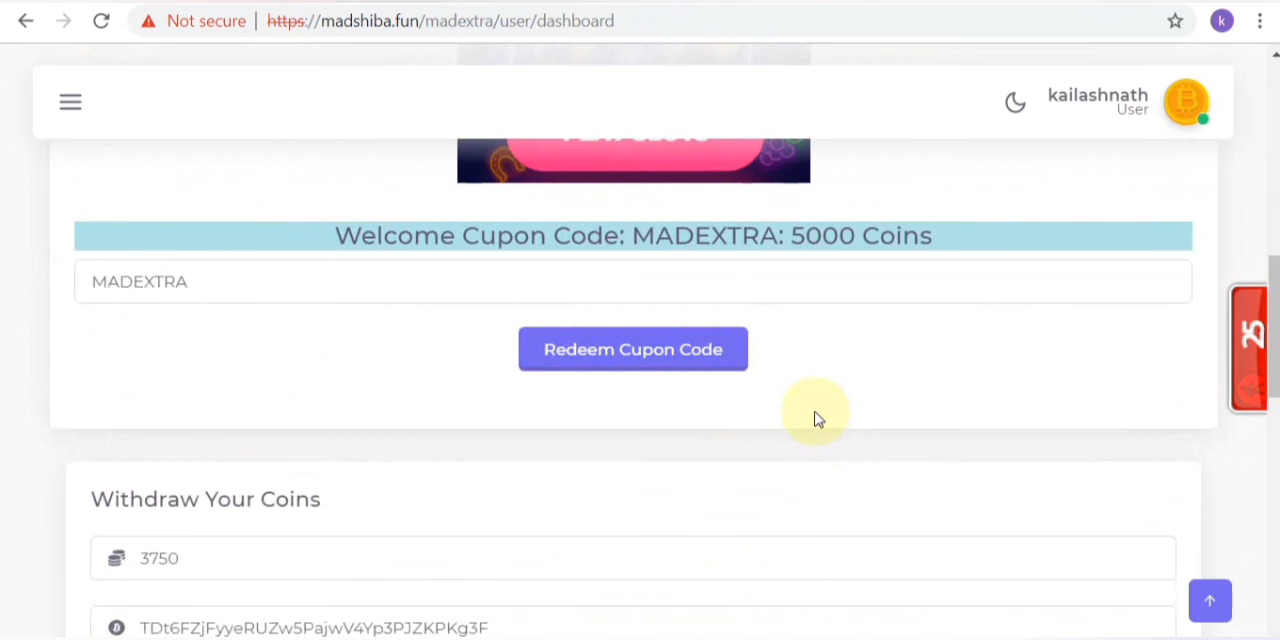 Not secure | https://madshiba.fun/madextra/user/dashboard
k
kailashnath
User
Welcome Cupon Code: MADEXTRA: 5000 Coins
MADEXTRA
Redeem Cupon Code
25
Withdraw Your Coins
3750
TDt6FZjFyyeRUZw5PajwV4Yp3PJZKPKg3F